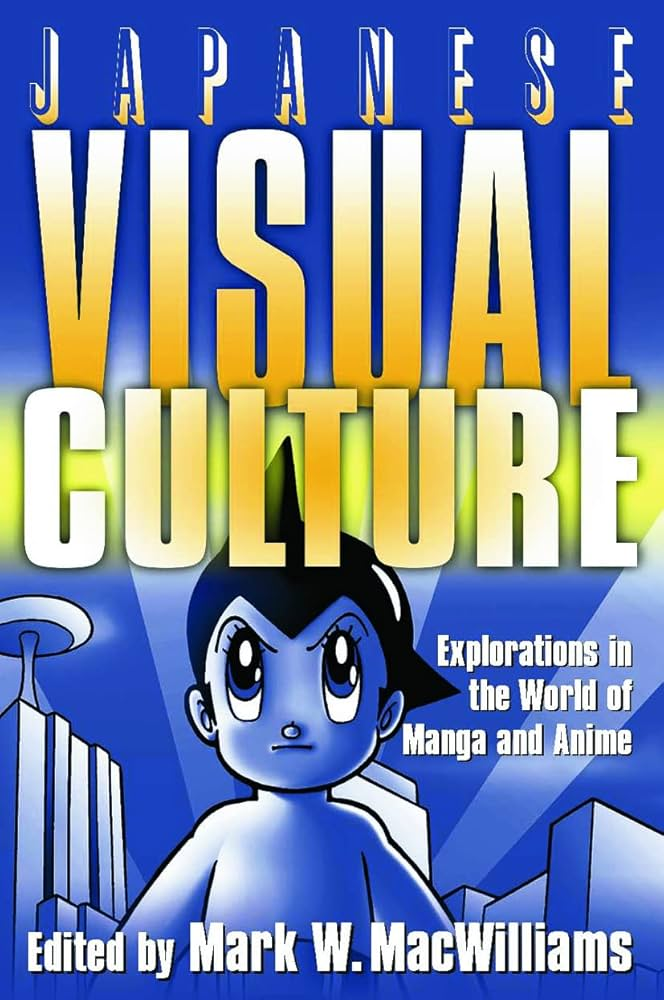 JAPANESE
VISUAL
CULTURE
Explorations in
the World of
Manga and Anime
Edited by Mark W. MacWilliams